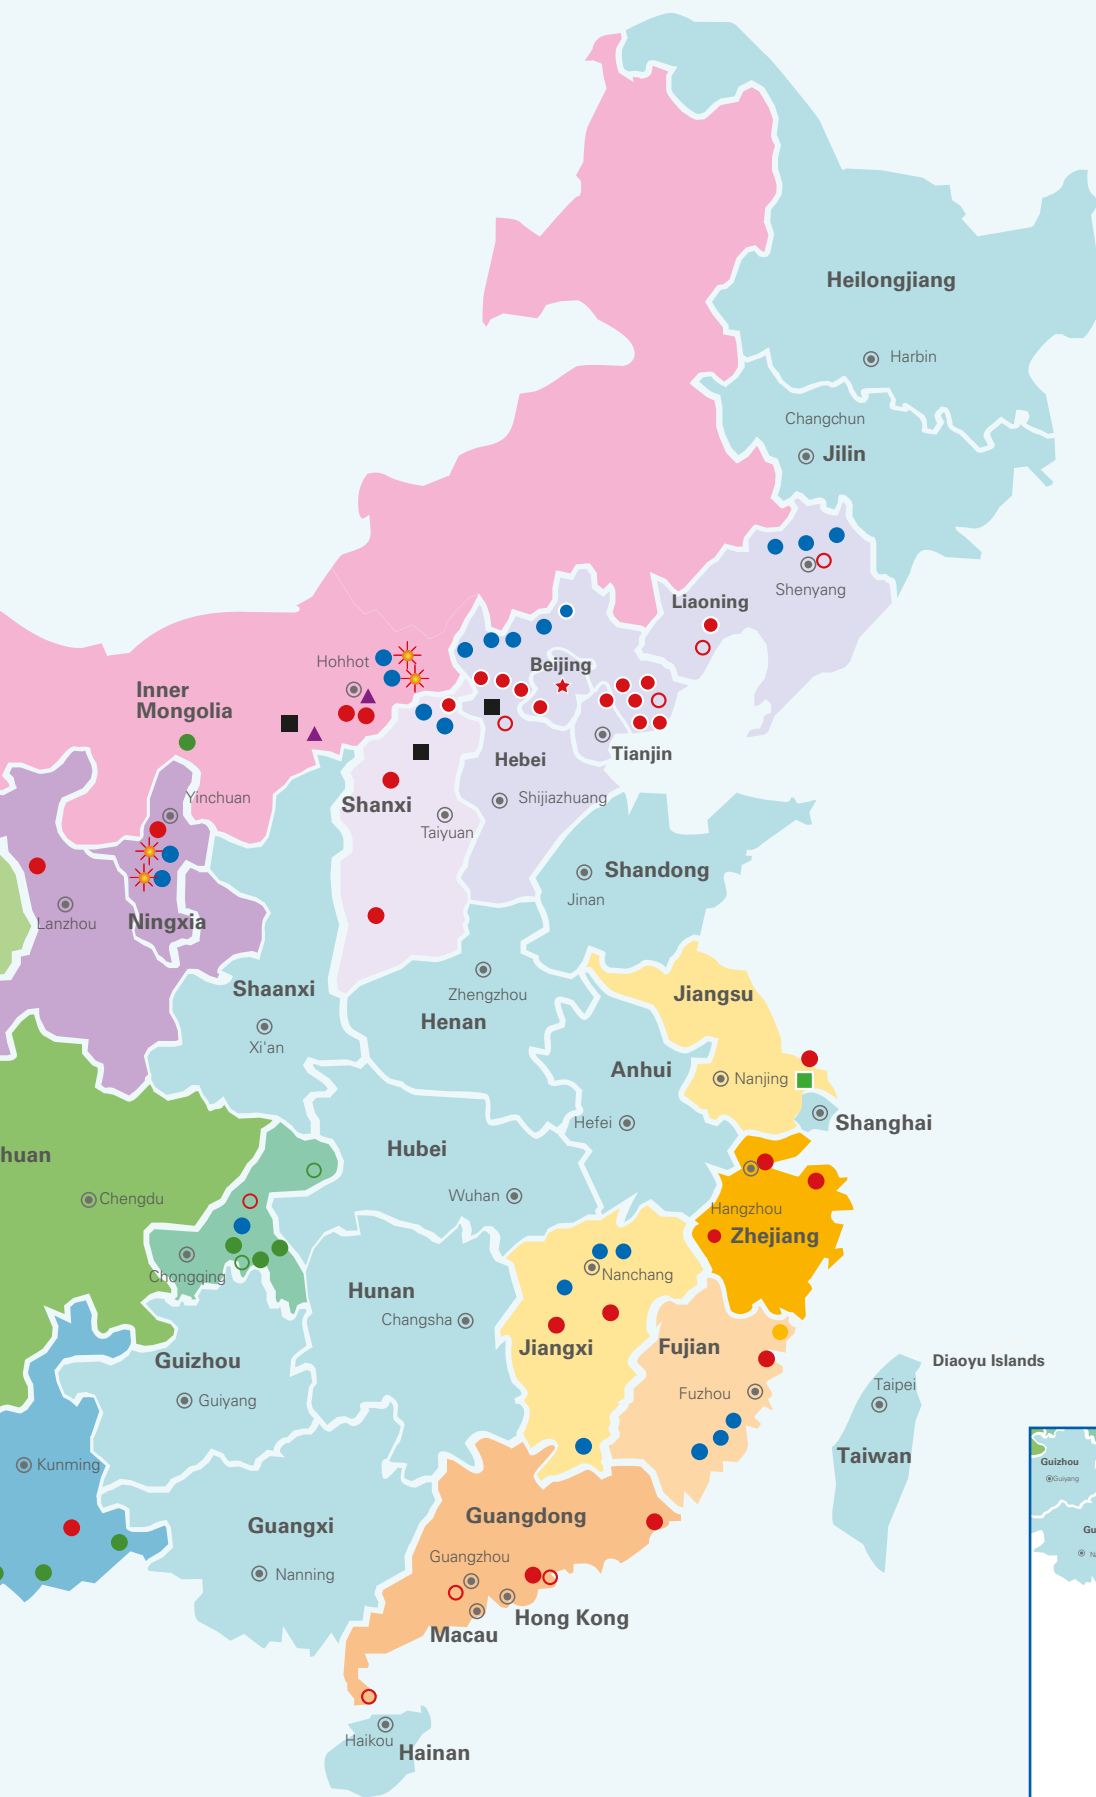 Heilongjiang
Harbin
Changchun
Jilin
Shenyang
Liaoning
Hohhot
Beijing
Inner
Mongolia
Tianjin
Hebei
Yinchuan
Shijiazhuang
Shanxi
Taiyuan
Shandong
Jinan
Lanzhou
Ningxia
Shaanxi
Zhengzhou
Jiangsu
Henan
Xi'an
Anhui
Nanjing
Hefei
Shanghai
huan
Hubei
Chengdu
Wuhan
Hangzhou
Zhejiang
Chongqing
Nanchang
Hunan
Changsha
Jiangxi
Fujian
Guizhou
Diaoyu Islands
Taipei
Fuzhou
Guiyang
Taiwan
Kunming
Guizhou
Guiyang
Guangdong
Guangxi
Gu
Guangzhou
Na
Nanning
Hong Kong
Macau
Haikou
Hainan